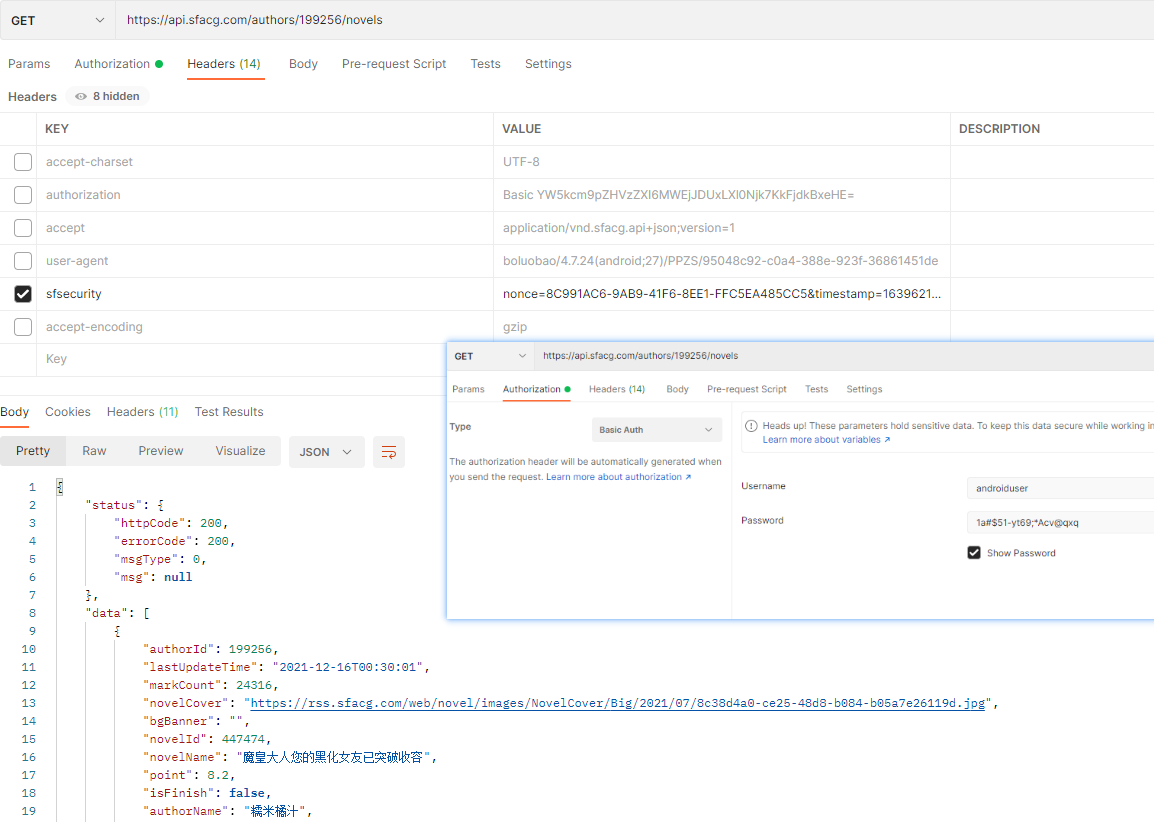 GET https://api.sfacg.com/authors/199256/novels
Params Authorization Headers (14) Body Pre-request Script Tests Settings
Headers 8 hidden
KEY VALUE DESCRIPTION
accept-charset UTF-8
authorization Basic YW5kcm9pZHVzZXI6MWEjJDUxLXl0Njk7KkFjdkBxeHE=
accept application/vnd.sfacg.api+json;version=1
user-agent boluobao/4.7.24(android;27)/PPZS/95048c92-c0a4-388e-923f-36861451de
sfsecurity nonce=8C991AC6-9AB9-41F6-8EE1-FFC5EA485CC5&timestamp=1639621...
accept-encoding gzip
Key
Body Cookies Headers (11) Test Results
Pretty Raw Preview Visualize JSON
1 {
2 "status": {
3 "httpCode": 200,
4 "errorCode": 200,
5 "msgType": 0,
6 "msg": null
7 },
8 "data": [
9 {
10 "authorId": 199256,
11 "lastUpdateTime": "2021-12-16T00:30:01",
12 "markCount": 24316,
13 "novelCover": "https://rss.sfacg.com/web/novel/images/NovelCover/Big/2021/07/8c38d4a0-ce25-48d8-b084-b05a7e26119d.jpg",
14 "bgBanner": "",
15 "novelId": 447474,
16 "novelName": "魔皇大人您的黑化女友已突破收容",
17 "point": 8.2,
18 "isFinish": false,
19 "authorName": "糯米橘汁",
GET https://api.sfacg.com/authors/199256/novels
Params Authorization Headers (14) Body Pre-request Script Tests Settings
Type Basic Auth
The authorization header will be automatically generated when
you send the request. Learn more about authorization ↗
Heads up! These parameters hold sensitive data. To keep this data secure while working in
Learn more about variables ↗
Username androiduser
Password 1a#$51-yt69;*Acv@qxq
Show Password